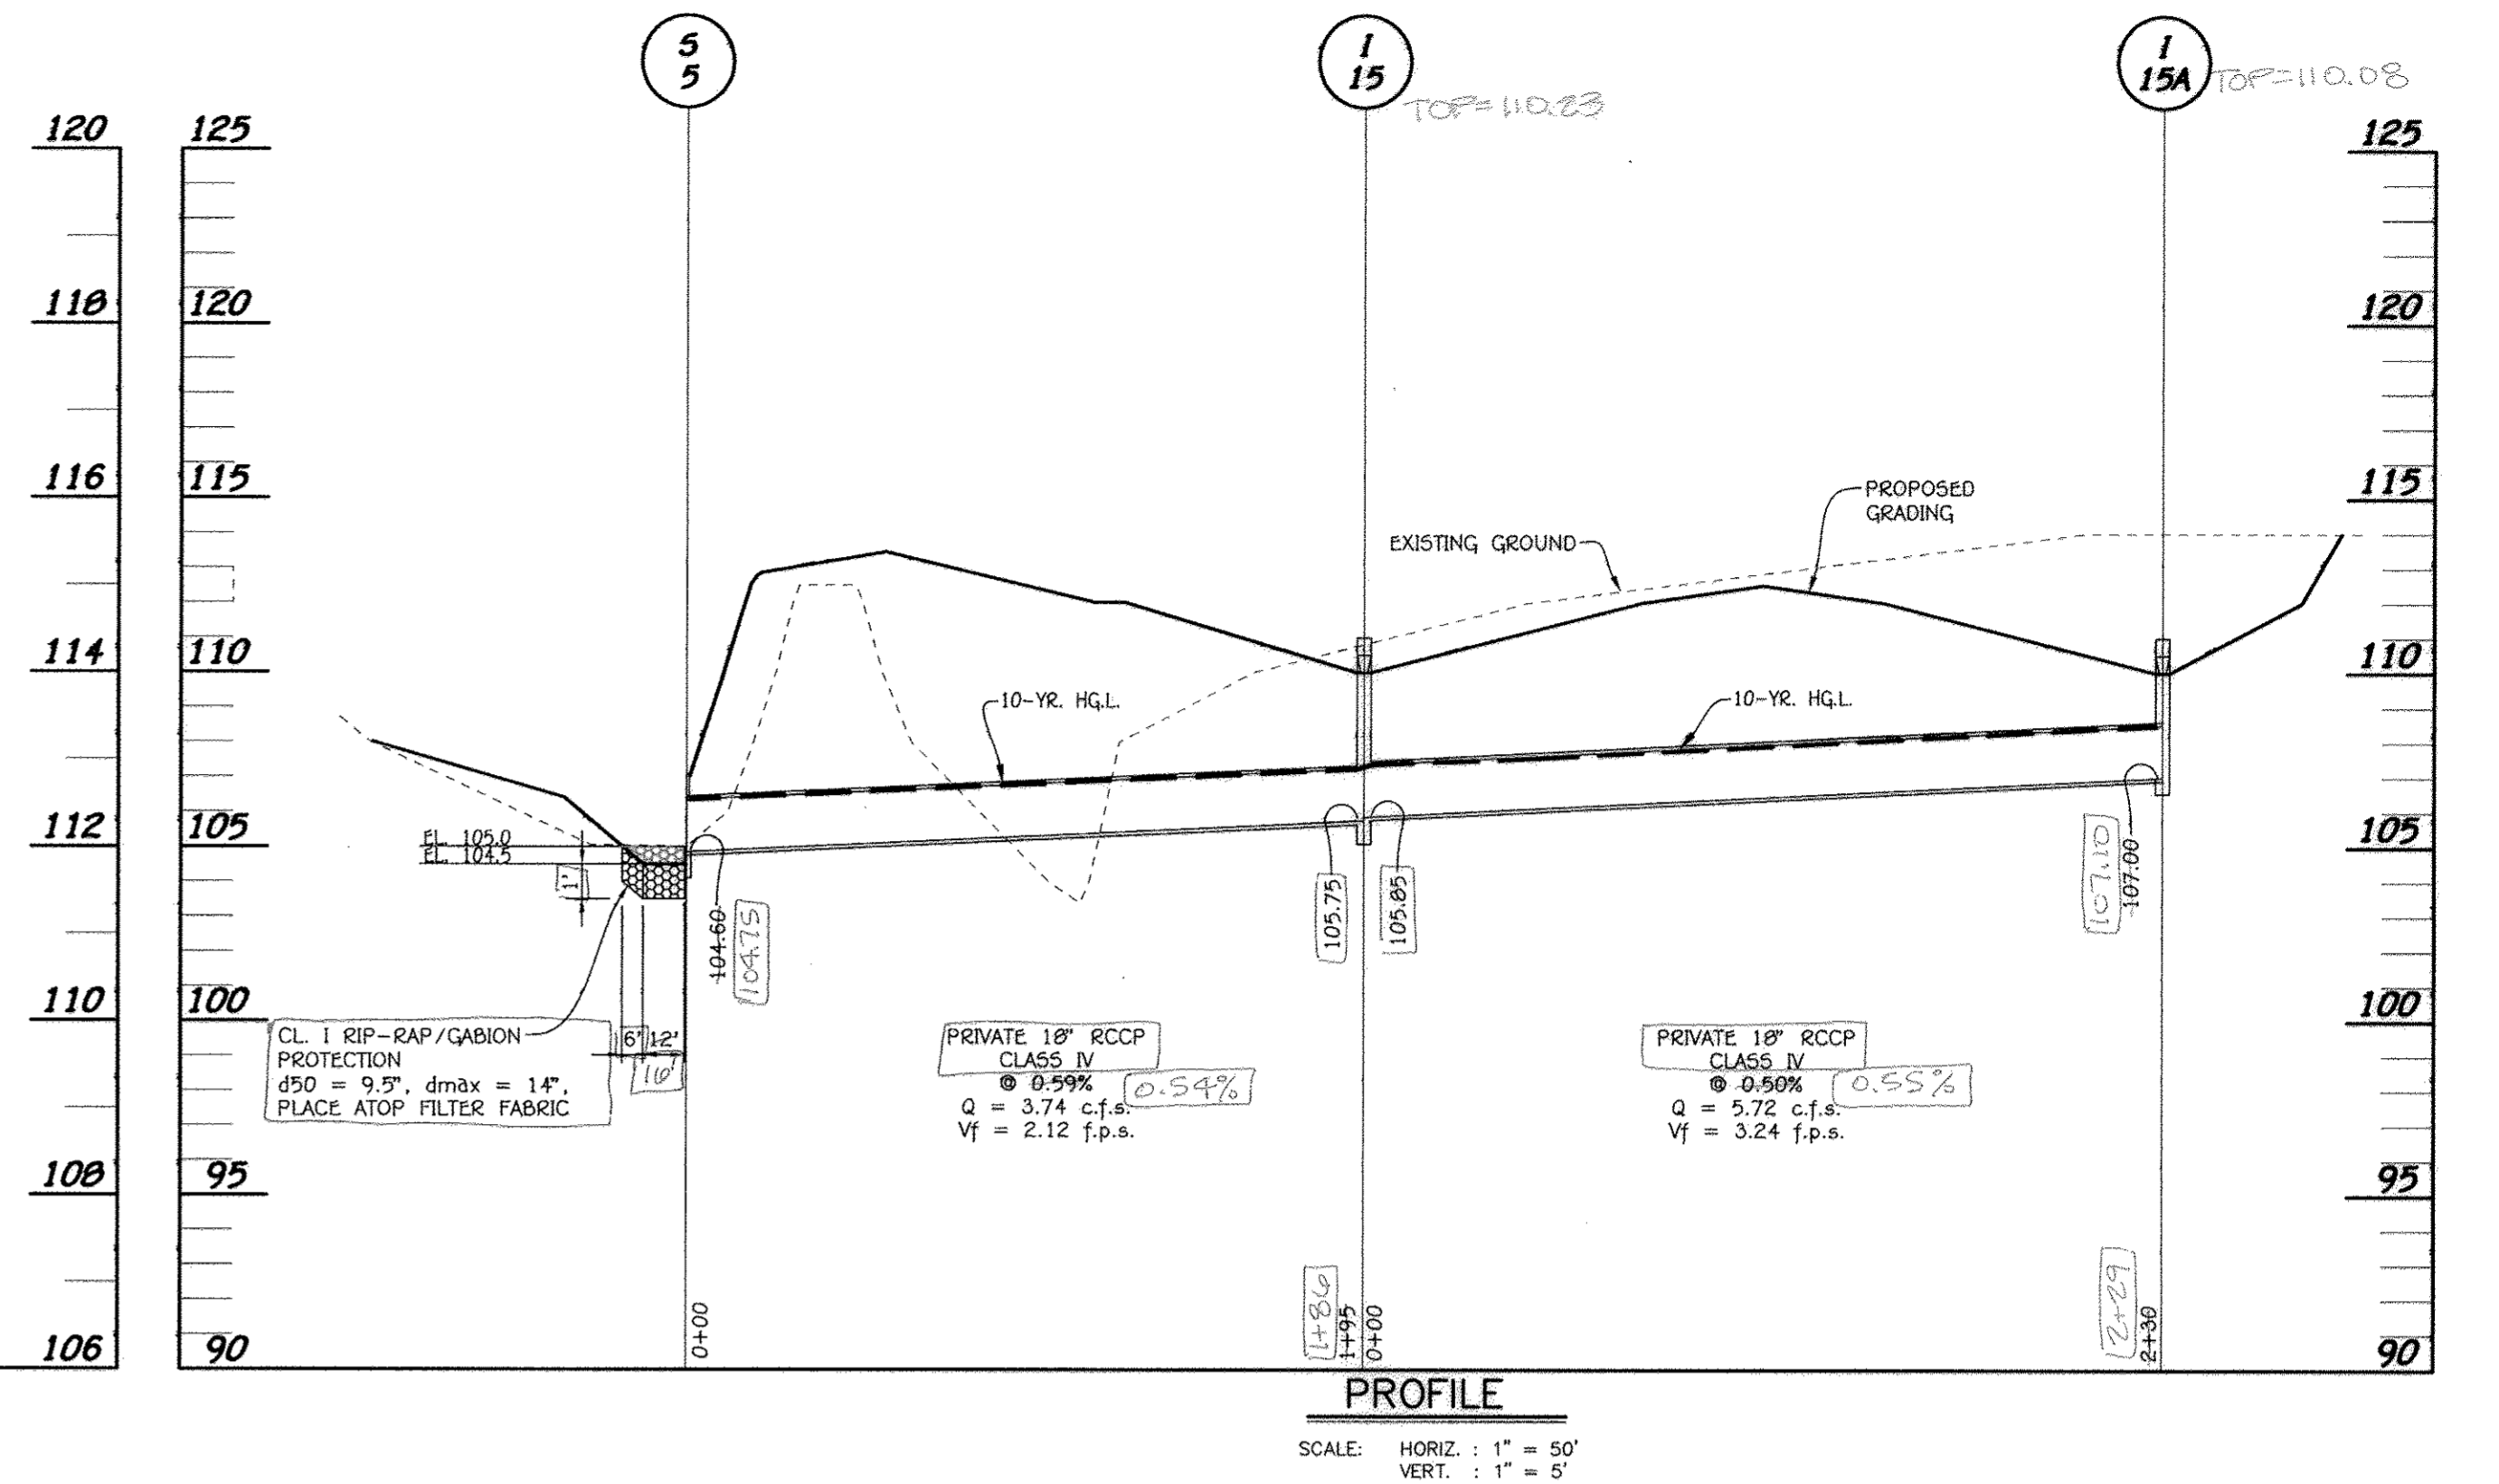 S
5
I
15
TOP=110.23
I
15A
TOP=110.08
120
118
116
114
112
110
108
106
125
120
115
110
105
100
95
90
125
120
115
110
105
100
95
90
PROPOSED
GRADING
EXISTING GROUND
10-YR. HG.L.
10-YR. HG.L.
EL. 105.0
EL. 104.5
1'
104.60
104.75
105.75
105.85
107.10
107.00
CL. I RIP-RAP/GABION
PROTECTION
d50 = 9.5", dmax = 14",
PLACE ATOP FILTER FABRIC
6' 12'
16'
PRIVATE 18" RCCP
CLASS IV
@ 0.59%
0.54%
Q = 3.74 c.f.s.
Vf = 2.12 f.p.s.
PRIVATE 18" RCCP
CLASS IV
@ 0.50%
0.55%
Q = 5.72 c.f.s.
Vf = 3.24 f.p.s.
0+00
1+86
1+95
0+00
2+29
2+30
PROFILE
SCALE: HORIZ. : 1" = 50'
VERT. : 1" = 5'